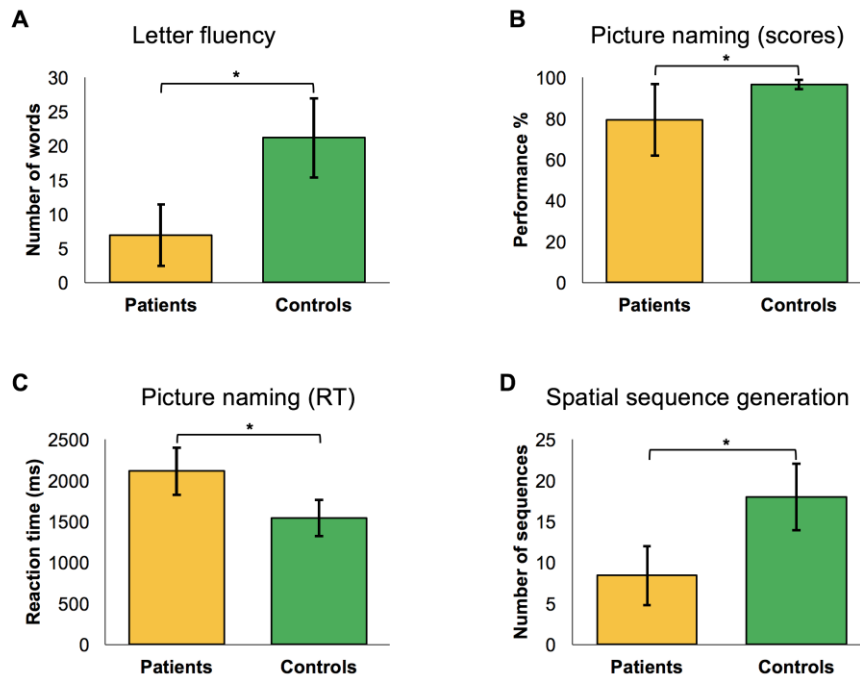 A
Letter fluency
Number of words
30
25
20
15
10
5
0
*
Patients
Controls
B
Picture naming (scores)
Performance %
100
80
60
40
20
0
*
Patients
Controls
C
Picture naming (RT)
Reaction time (ms)
2500
2000
1500
1000
500
0
*
Patients
Controls
D
Spatial sequence generation
Number of sequences
25
20
15
10
5
0
*
Patients
Controls